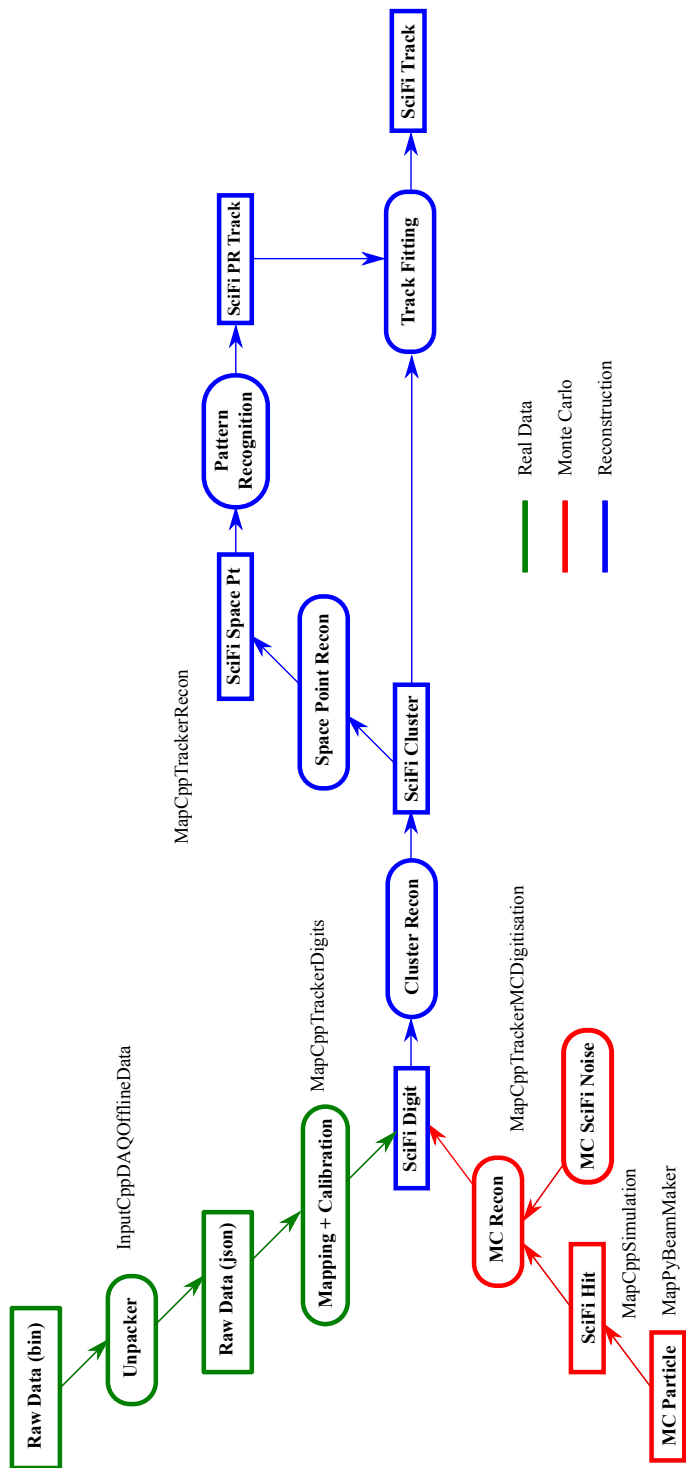 Raw Data (bin)
Unpacker
InputCppDAQOfflineData
Raw Data (json)
Mapping + Calibration
MapCppTrackerDigits
SciFi Digit
MC Recon
MapCppTrackerMCDigitisation
MC SciFi Noise
SciFi Hit
MapCppSimulation
MC Particle
MapPyBeamMaker
Cluster Recon
SciFi Cluster
Space Point Recon
MapCppTrackerRecon
SciFi Space Pt
Pattern
Recognition
SciFi PR Track
Track Fitting
SciFi Track
Real Data
Monte Carlo
Reconstruction